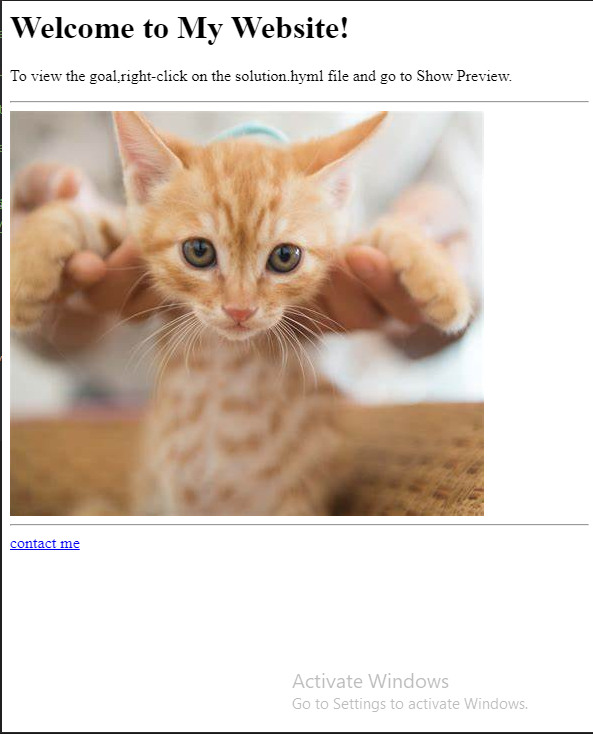 Welcome to My Website!
To view the goal,right-click on the solution.hyml file and go to Show Preview.
contact me
Activate Windows
Go to Settings to activate Windows.